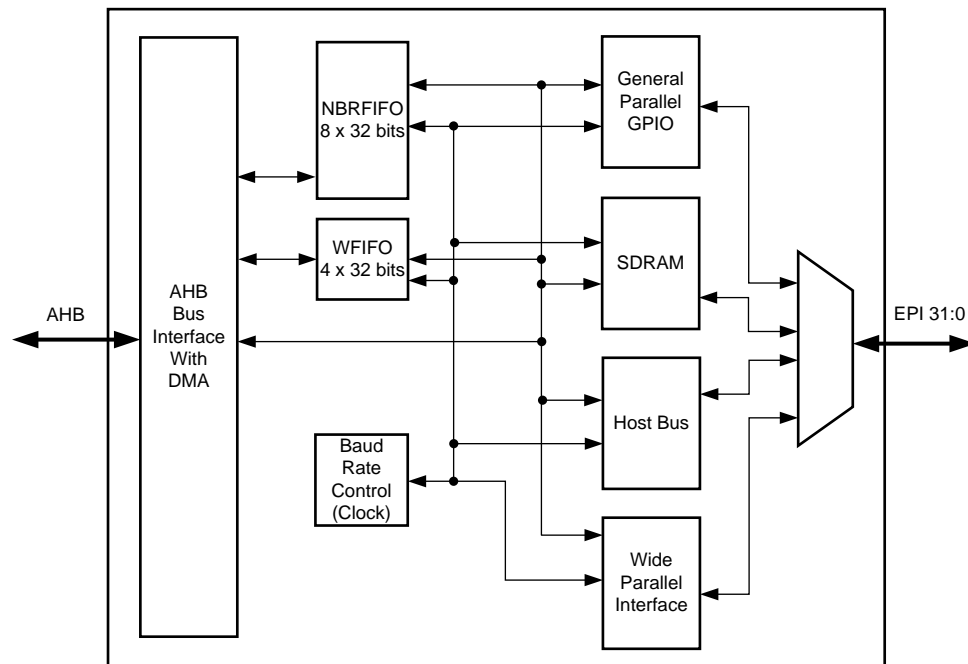 AHB
AHB
Bus
Interface
With
DMA
NBRFIFO
8 x 32 bits
WFIFO
4 x 32 bits
Baud
Rate
Control
(Clock)
General
Parallel
GPIO
SDRAM
Host Bus
Wide
Parallel
Interface
EPI 31:0